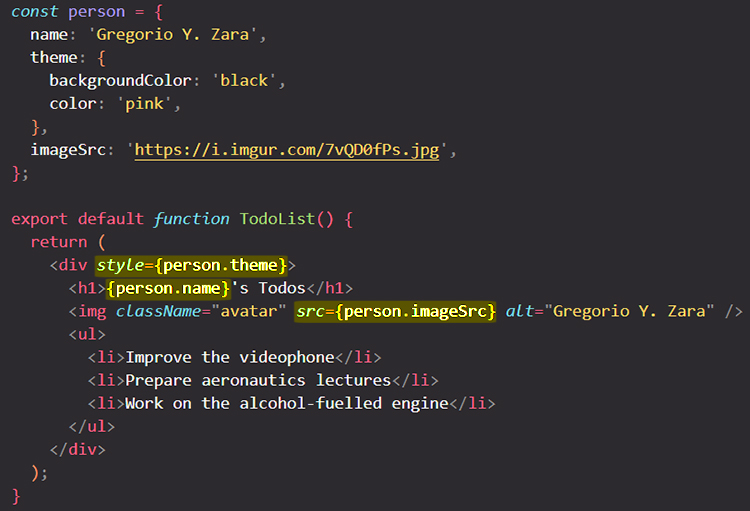 const person = {
  name: 'Gregorio Y. Zara',
  theme: {
    backgroundColor: 'black',
    color: 'pink',
  },
  imageSrc: 'https://i.imgur.com/7vQD0fPs.jpg',
};

export default function TodoList() {
  return (
    <div style={person.theme}>
      <h1>{person.name}'s Todos</h1>
      <img className="avatar" src={person.imageSrc} alt="Gregorio Y. Zara" />
      <ul>
        <li>Improve the videophone</li>
        <li>Prepare aeronautics lectures</li>
        <li>Work on the alcohol-fuelled engine</li>
      </ul>
    </div>
  );
}